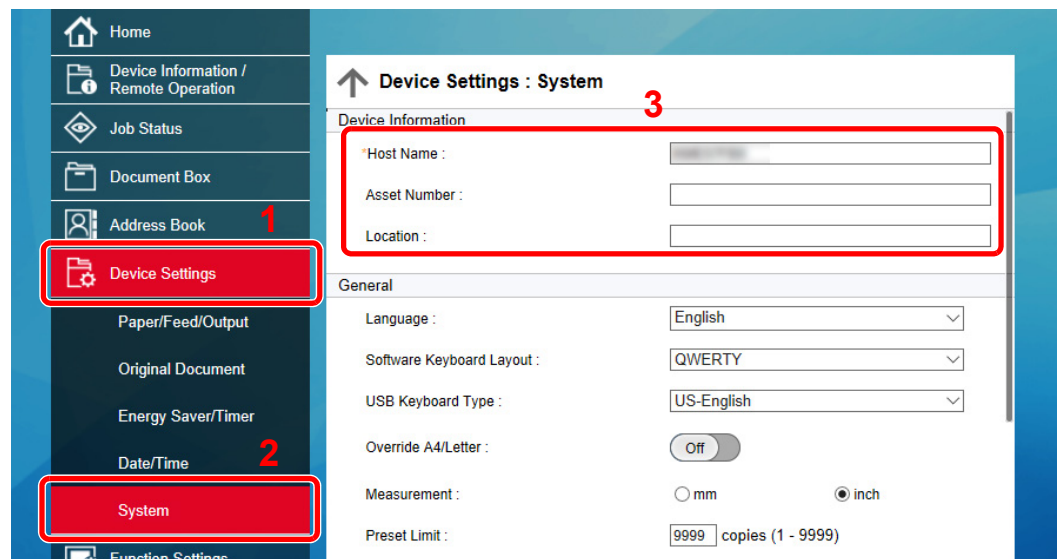 Home
Device Information /
Remote Operation
Job Status
Document Box
Address Book
1
Device Settings
Paper/Feed/Output
Original Document
Energy Saver/Timer
Date/Time
2
System
Function Settings
Device Settings : System
3
Device Information
*Host Name :
Asset Number :
Location :
General
Language : English
Software Keyboard Layout : QWERTY
USB Keyboard Type : US-English
Override A4/Letter : Off
Measurement : mm inch
Preset Limit : 9999 copies (1 - 9999)